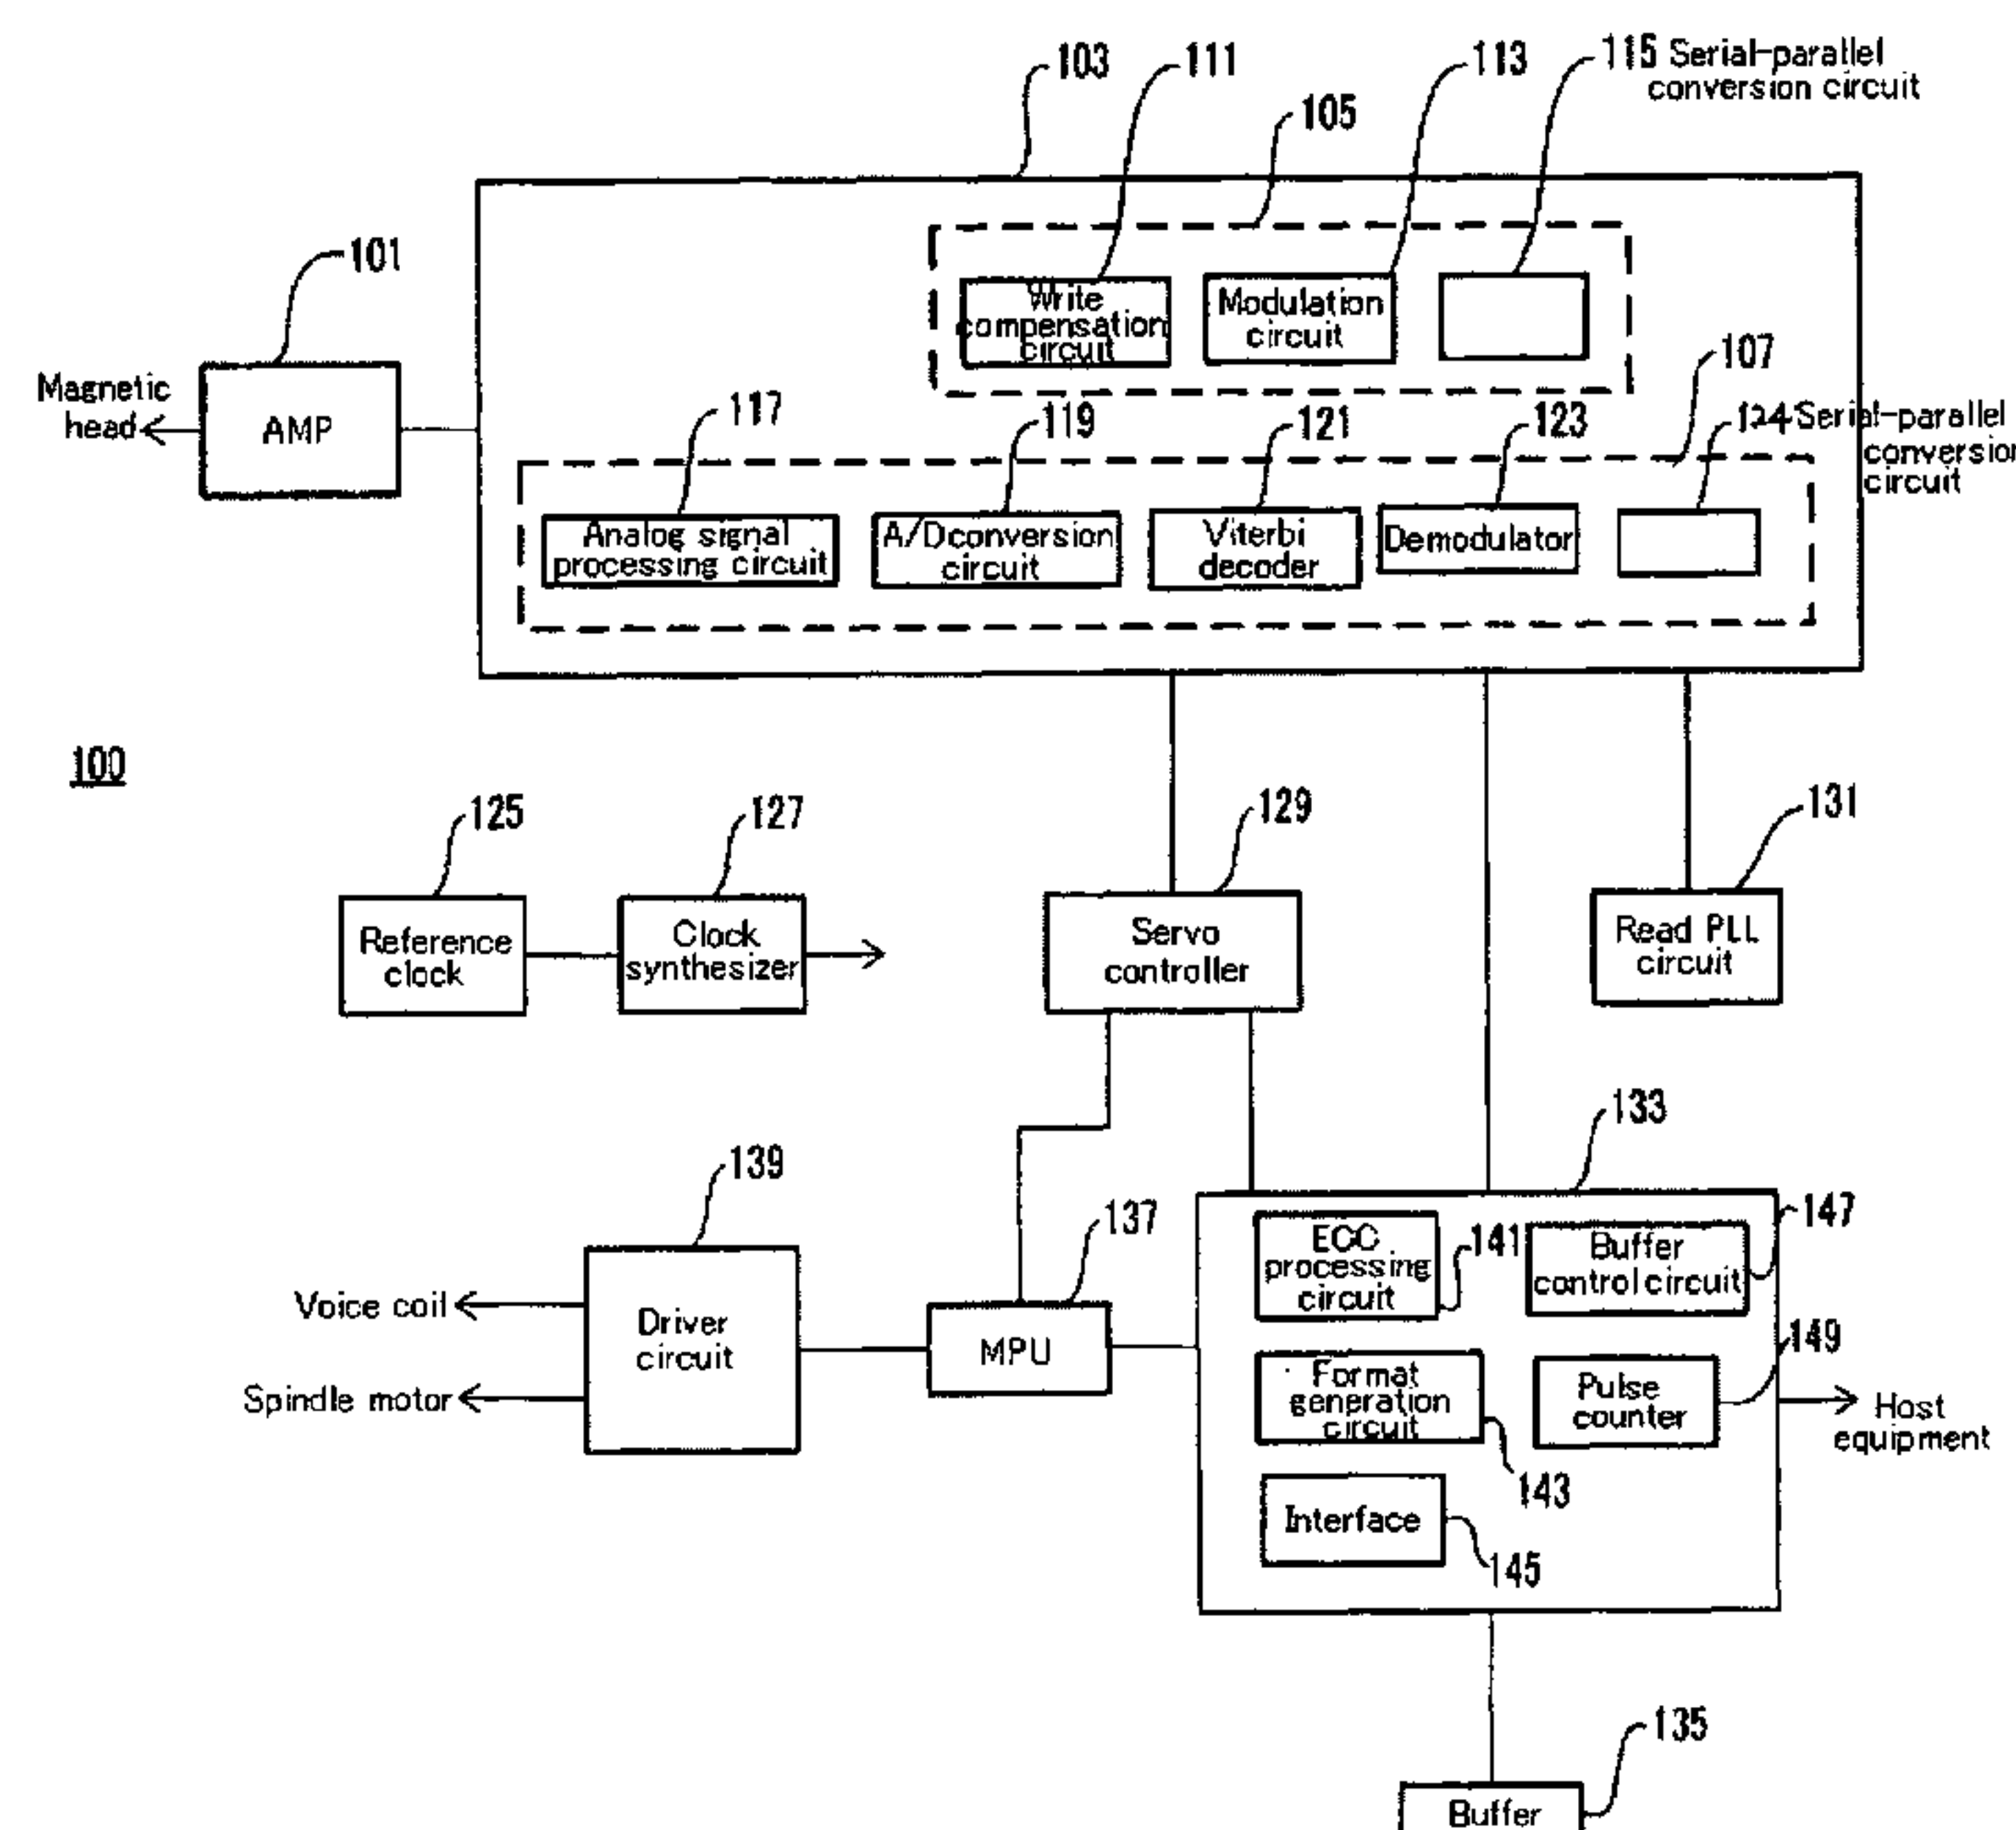 103
111
113
115 Serial-parallel
conversion circuit
105
101
Write
compensation
circuit
Modulation
circuit
107
Magnetic
head
AMP
117
119
121
123
124 Serial-parallel
conversion
circuit
Analog signal
processing circuit
A/D conversion
circuit
Viterbi
decoder
Demodulator
100
125
127
129
131
Reference
clock
Clock
synthesizer
Servo
controller
Read PLL
circuit
133
139
137
147
ECC
processing
circuit
141
Buffer
control circuit
Voice coil
Driver
circuit
MPU
149
Spindle motor
Format
generation
circuit
Pulse
counter
Host
equipment
143
Interface
145
135
Buffer